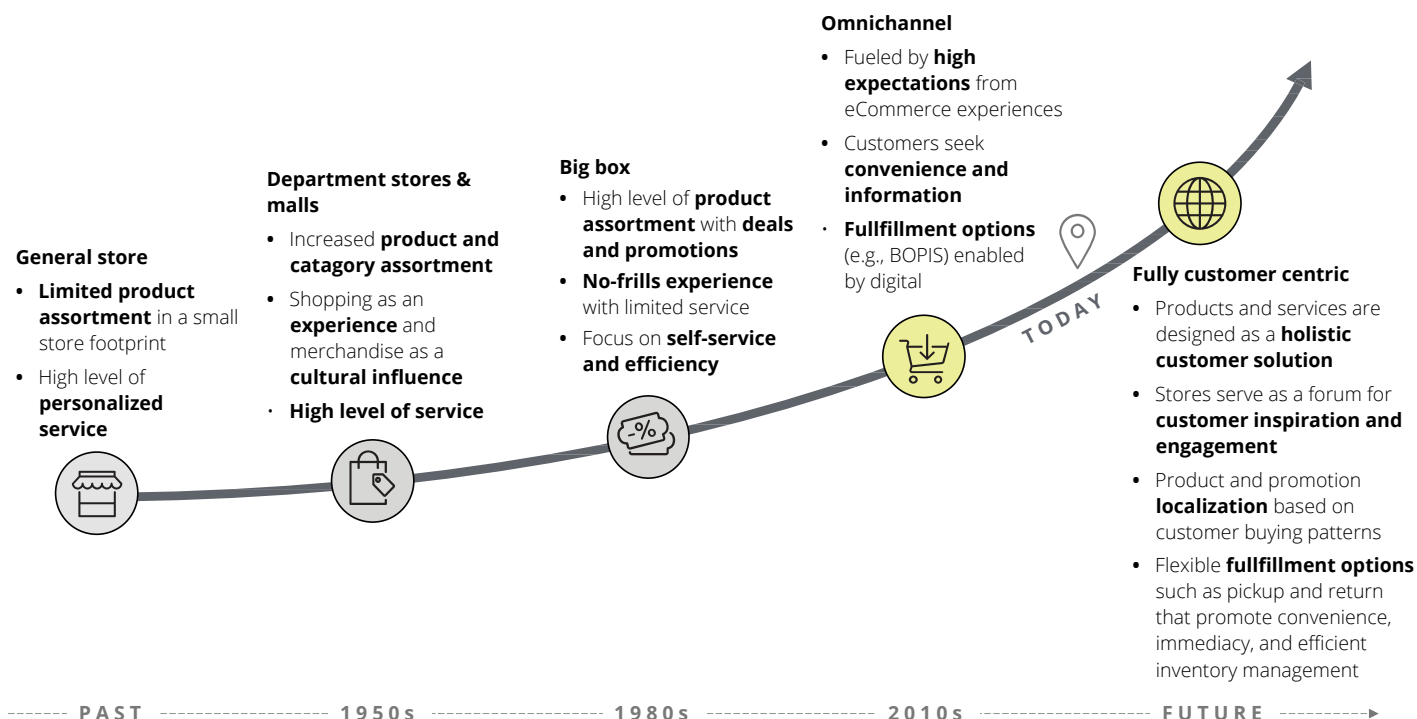 General store
• Limited product
assortment in a small
store footprint
• High level of
personalized
service
Department stores &
malls
• Increased product and
catagory assortment
• Shopping as an
experience and
merchandise as a
cultural influence
· High level of service
Big box
• High level of product
assortment with deals
and promotions
• No-frills experience
with limited service
• Focus on self-service
and efficiency
%
Omnichannel
• Fueled by high
expectations from
eCommerce experiences
• Customers seek
convenience and
information
· Fullfillment options
(e.g., BOPIS) enabled
by digital
TODAY
Fully customer centric
• Products and services are
designed as a holistic
customer solution
• Stores serve as a forum for
customer inspiration and
engagement
• Product and promotion
localization based on
customer buying patterns
• Flexible fullfillment options
such as pickup and return
that promote convenience,
immediacy, and efficient
inventory management
PAST 1950s 1980s 2010s FUTURE